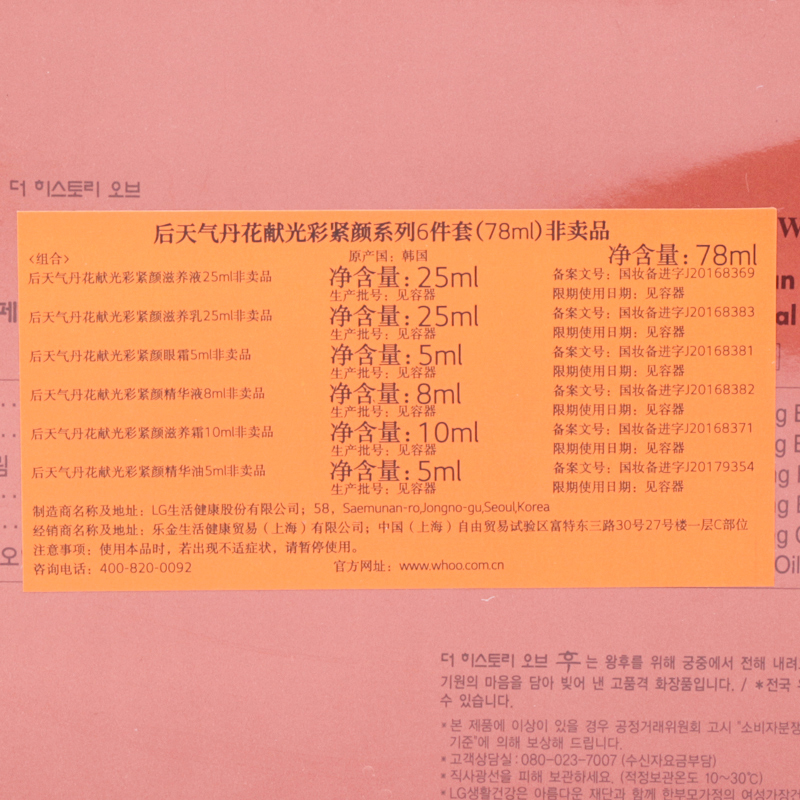 더 히스토리 오브
후天气丹花献光彩紧颜系列6件套(78ml)非卖品
<组合>
原产国：韩国
净含量：78ml
后天气丹花献光彩紧颜滋养液25ml非卖品
净含量：25ml
生产批号：见容器
备案文号：国妆备进字J20168369
限期使用日期：见容器
后天气丹花献光彩紧颜滋养乳25ml非卖品
净含量：25ml
生产批号：见容器
备案文号：国妆备进字J20168383
限期使用日期：见容器
后天气丹花献光彩紧颜眼霜5ml非卖品
净含量：5ml
生产批号：见容器
备案文号：国妆备进字J20168381
限期使用日期：见容器
后天气丹花献光彩紧颜精华液8ml非卖品
净含量：8ml
生产批号：见容器
备案文号：国妆备进字J20168382
限期使用日期：见容器
后天气丹花献光彩紧颜滋养霜10ml非卖品
净含量：10ml
生产批号：见容器
备案文号：国妆备进字J20168371
限期使用日期：见容器
后天气丹花献光彩紧颜精华油5ml非卖品
净含量：5ml
生产批号：见容器
备案文号：国妆备进字J20179354
限期使用日期：见容器
制造商名称及地址：LG生活健康股份有限公司；58，Saemunan-ro,Jongno-gu,Seoul,Korea
经销商名称及地址：乐金生活健康贸易（上海）有限公司；中国（上海）自由贸易试验区富特东三路30号27号楼一层C部位
注意事项：使用本品时，若出现不适症状，请暂停使用。
咨询电话：400-820-0092
官方网址：www.whoo.com.cn
Oil
더 히스토리 오브 후는 왕후를 위해 궁중에서 전해 내려
기원의 마음을 담아 빚어 낸 고품격 화장품입니다. / *전국
수 있습니다.
*본 제품에 이상이 있을 경우 공정거래위원회 고시 "소비자분쟁
기준"에 의해 보상해 드립니다.
*고객상담실:080-023-7007 (수신자요금부담)
*직사광선을 피해 보관하세요. (적정보관온도 10~30℃)
*LG생활건강은 아름다운 재단과 함께 한부모가정의 여성가장